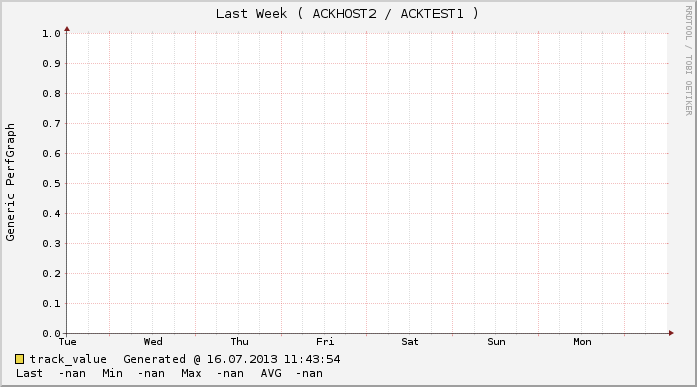 Last Week ( ACKHOST2 / ACKTEST1 )
RRDTOOL / TOBI OETIKER
Generic PerfGraph
1.0
0.9
0.8
0.7
0.6
0.5
0.4
0.3
0.2
0.1
0.0
Tue Wed Thu Fri Sat Sun Mon
track_value Generated @ 16.07.2013 11:43:54
Last -nan Min -nan Max -nan AVG -nan